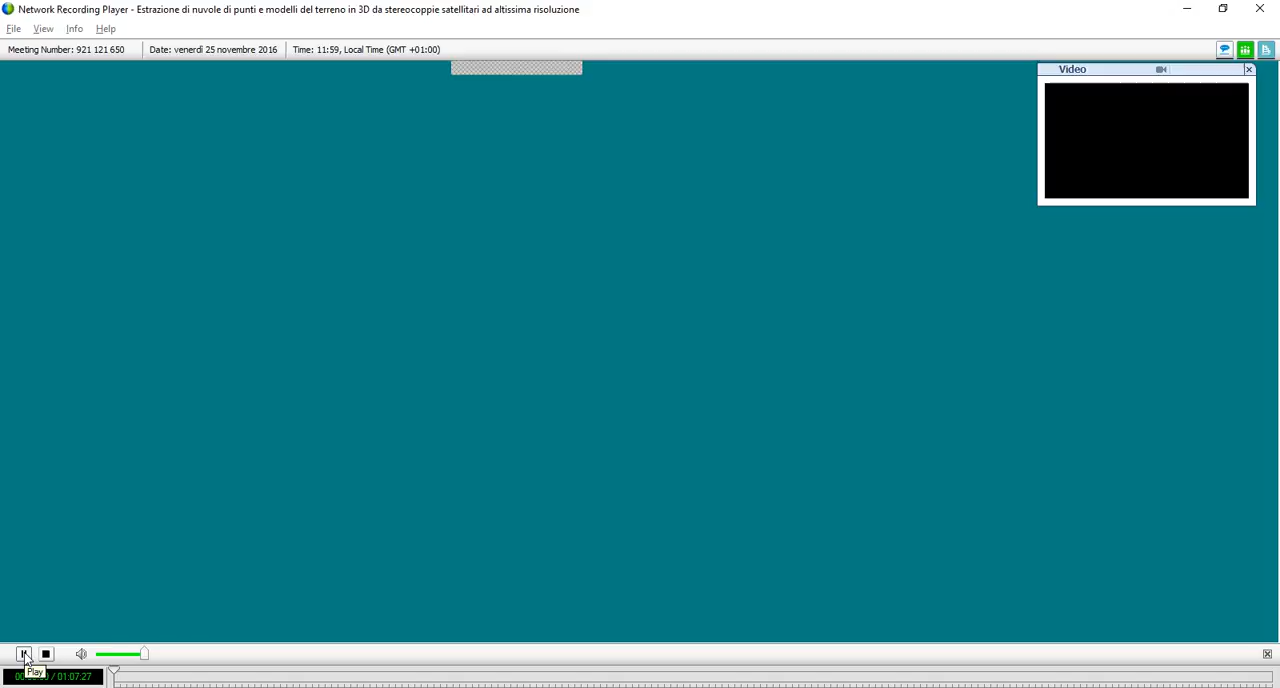 Network Recording Player - Estrazione di nuvole di punti e modelli del terreno in 3D da stereocoppie satellitari ad altissima risoluzione
File View Info Help
Meeting Number: 921 121 650 Date: venerdì 25 novembre 2016 Time: 11:59, Local Time (GMT +01:00)
Video
Play
/ 01:07:27